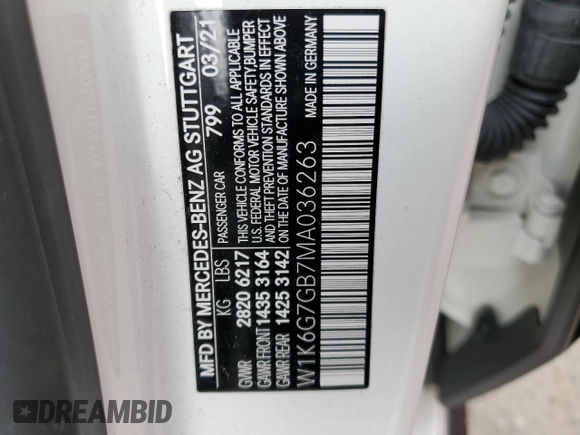 MFD BY MERCEDES-BENZ AG STUTTGART
799 03/21
KG LBS PASSENGER CAR
GVWR 2820 6217
GAWR FRONT 1435 3164
GAWR REAR 1425 3142
THIS VEHICLE CONFORMS TO ALL APPLICABLE
U.S. FEDERAL MOTOR VEHICLE SAFETY,BUMPER
AND THEFT PREVENTION STANDARDS IN EFFECT
ON THE DATE OF MANUFACTURE SHOWN ABOVE
MADE IN GERMANY
W1K6G7GB7MA036263
DREAMBID